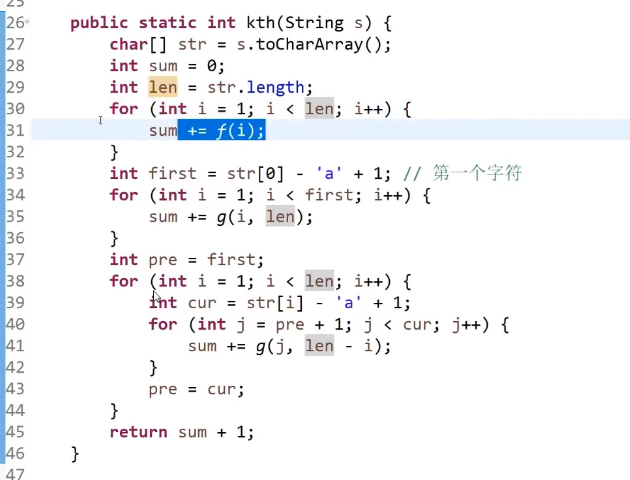 25
26 public static int kth(String s) {
27 char[] str = s.toCharArray();
28 int sum = 0;
29 int len = str.length;
30 for (int i = 1; i < len; i++) {
31 sum += f(i);
32 }
33 int first = str[0] - 'a' + 1; // 第一个字符
34 for (int i = 1; i < first; i++) {
35 sum += g(i, len);
36 }
37 int pre = first;
38 for (int i = 1; i < len; i++) {
39 int cur = str[i] - 'a' + 1;
40 for (int j = pre + 1; j < cur; j++) {
41 sum += g(j, len - i);
42 }
43 pre = cur;
44 }
45 return sum + 1;
46 }
47